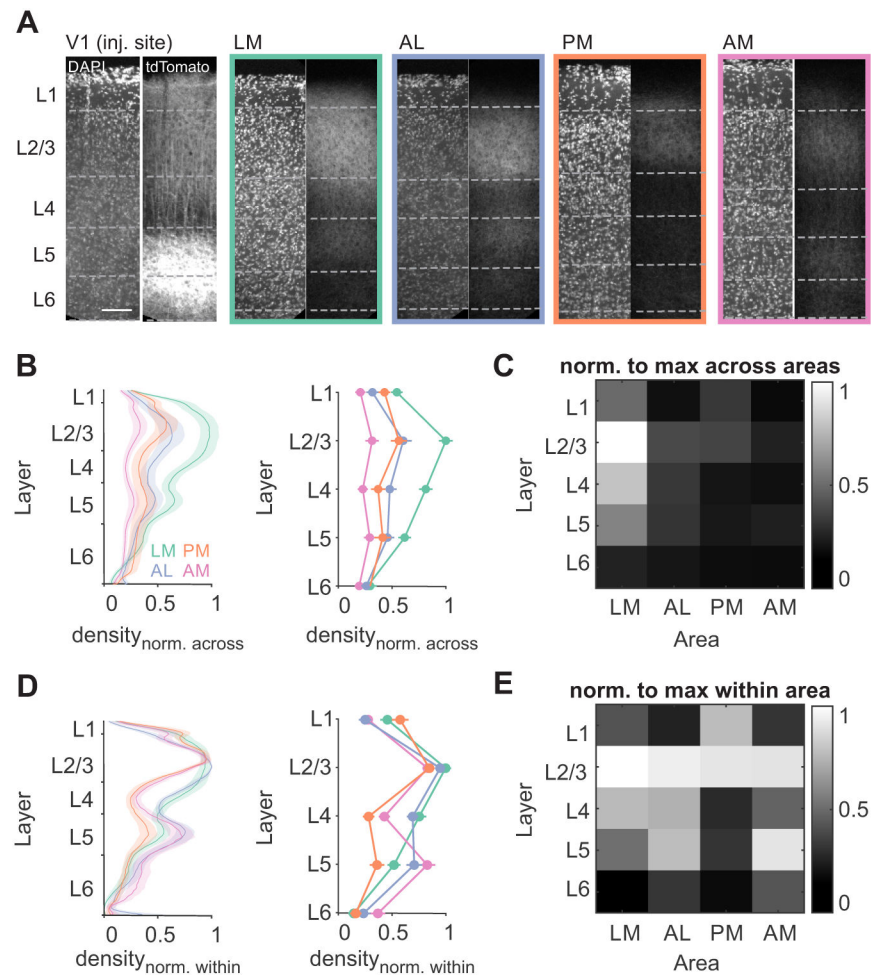 A
V1 (inj. site) LM AL PM AM
DAPI tdTomato
L1
L2/3
L4
L5
L6
B
L1
L2/3
L4
L5
L6
Layer
LM PM
AL AM
0 0.5 1
density norm. across
L1
L2/3
L4
L5
L6
Layer
0 0.5 1
density norm. across
C
norm. to max across areas
L1
L2/3
L4
L5
L6
Layer
LM AL PM AM
Area
1
0.5
0
D
L1
L2/3
L4
L5
L6
Layer
0 0.5 1
density norm. within
L1
L2/3
L4
L5
L6
Layer
0 0.5 1
density norm. within
E
norm. to max within area
L1
L2/3
L4
L5
L6
Layer
LM AL PM AM
Area
1
0.5
0